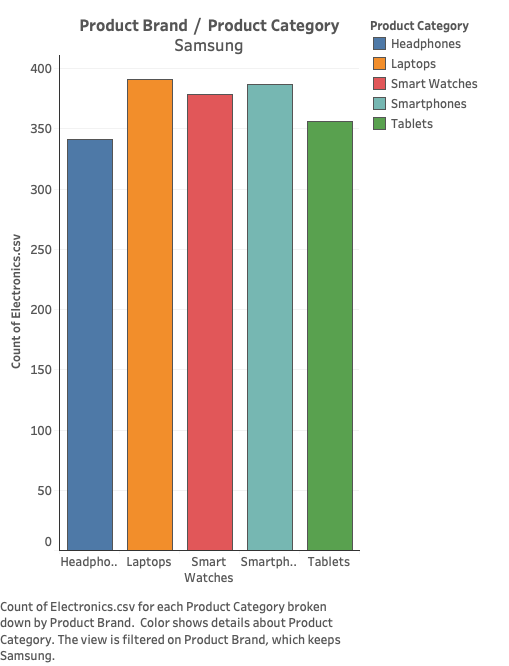 Product Brand / Product Category
Samsung
Product Category
Headphones
Laptops
Smart Watches
Smartphones
Tablets
Count of Electronics.csv
400
350
300
250
200
150
100
50
0
Headpho..
Laptops
Smart
Watches
Smartph..
Tablets
Count of Electronics.csv for each Product Category broken
down by Product Brand. Color shows details about Product
Category. The view is filtered on Product Brand, which keeps
Samsung.